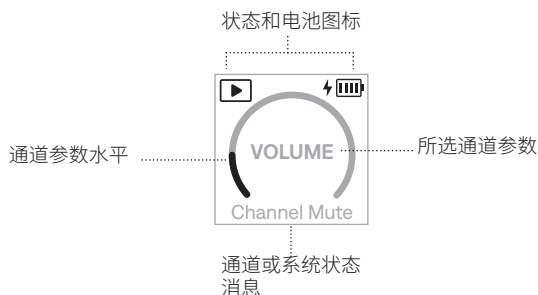 状态和电池图标
VOLUME
通道参数水平
所选通道参数
Channel Mute
通道或系统状态
消息